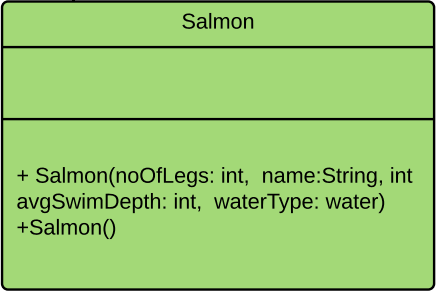 Salmon
+ Salmon(noOfLegs: int,  name:String, int
avgSwimDepth: int,  waterType: water)
+Salmon()